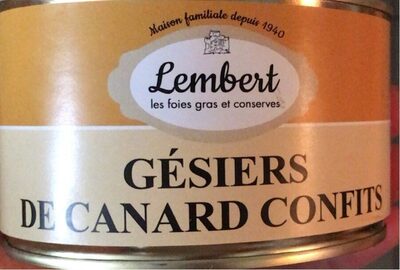 Maison familiale depuis 1940
Lembert
les foies gras et conserves
GÉSIERS
DE CANARD CONFITS